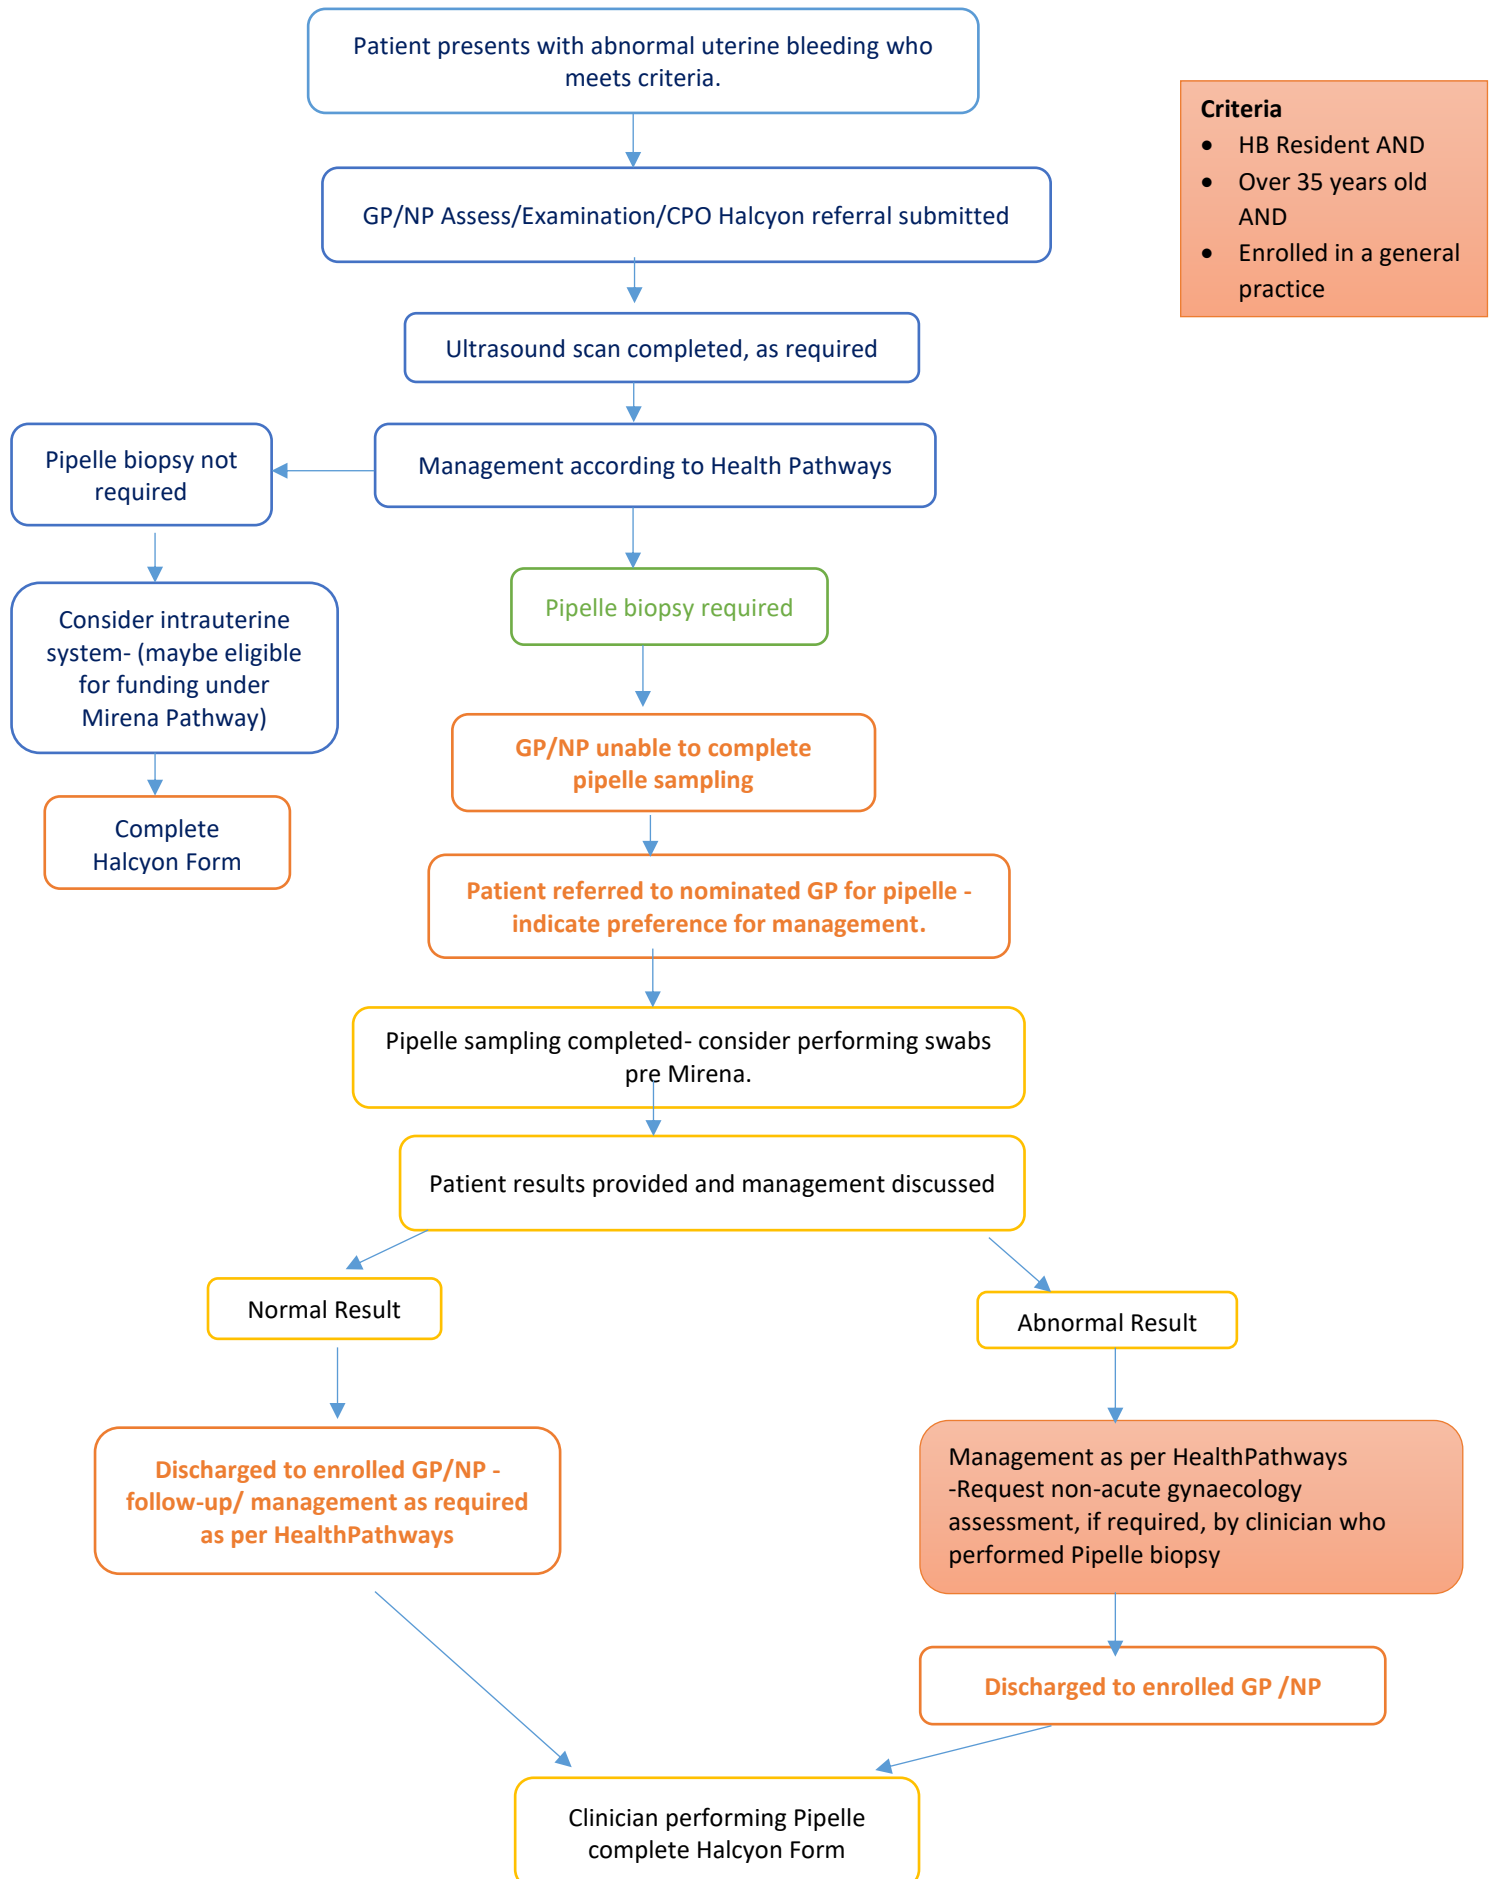 Patient presents with abnormal uterine bleeding who
meets criteria.
Criteria
• HB Resident AND
• Over 35 years old
AND
• Enrolled in a general
practice
GP/NP Assess/Examination/CPO Halcyon referral submitted
Ultrasound scan completed, as required
Management according to Health Pathways
Pipelle biopsy not
required
Consider intrauterine
system- (maybe eligible
for funding under
Mirena Pathway)
Complete
Halcyon Form
Pipelle biopsy required
GP/NP unable to complete
pipelle sampling
Patient referred to nominated GP for pipelle -
indicate preference for management.
Pipelle sampling completed- consider performing swabs
pre Mirena.
Patient results provided and management discussed
Normal Result
Abnormal Result
Discharged to enrolled GP/NP -
follow-up/ management as required
as per HealthPathways
Management as per HealthPathways
-Request non-acute gynaecology
assessment, if required, by clinician who
performed Pipelle biopsy
Discharged to enrolled GP /NP
Clinician performing Pipelle
complete Halcyon Form